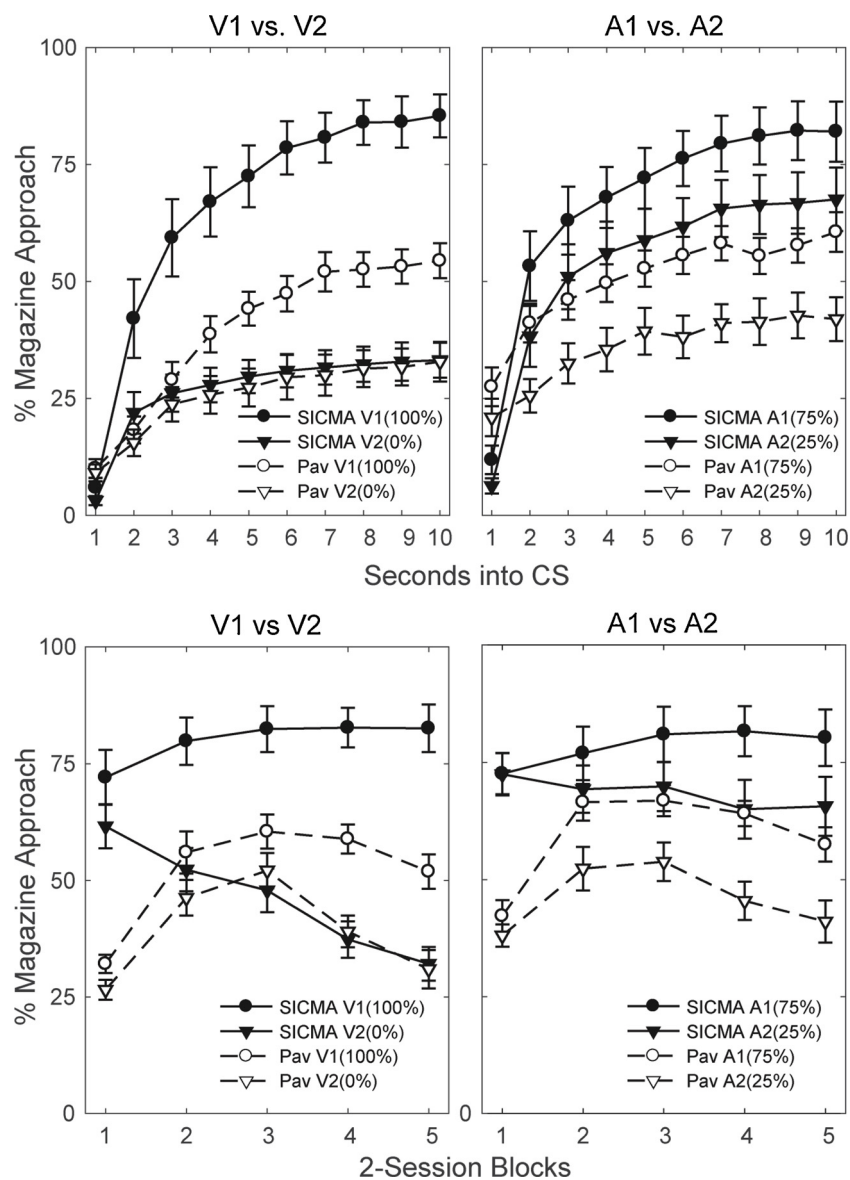 V1 vs. V2
A1 vs. A2
% Magazine Approach
100
75
50
25
0
SICMA V1(100%)
SICMA V2(0%)
Pav V1(100%)
Pav V2(0%)
SICMA A1(75%)
SICMA A2(25%)
Pav A1(75%)
Pav A2(25%)
1 2 3 4 5 6 7 8 9 10
1 2 3 4 5 6 7 8 9 10
Seconds into CS
V1 vs V2
A1 vs A2
% Magazine Approach
100
75
50
25
0
0
SICMA V1(100%)
SICMA V2(0%)
Pav V1(100%)
Pav V2(0%)
SICMA A1(75%)
SICMA A2(25%)
Pav A1(75%)
Pav A2(25%)
1 2 3 4 5
1 2 3 4 5
2-Session Blocks